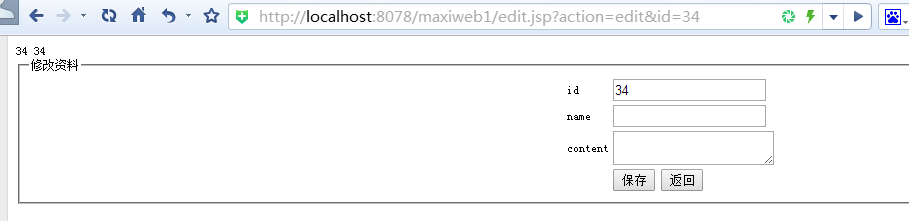 http://localhost:8078/maxiweb1/edit.jsp?action=edit&id=34
34 34
修改资料
id 34
name
content
保存 返回